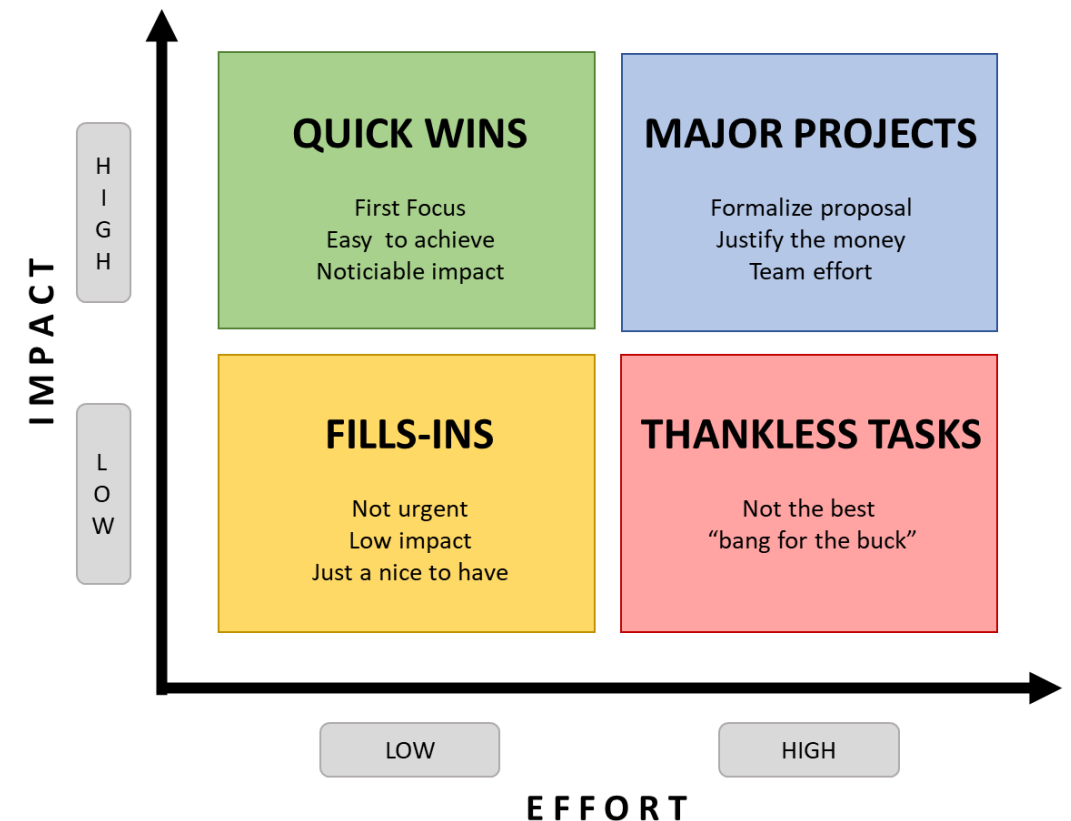 QUICK WINS
First Focus
Easy  to achieve
Noticiable impact
MAJOR PROJECTS
Formalize proposal
Justify the money
Team effort
FILLS-INS
Not urgent
Low impact
Just a nice to have
THANKLESS TASKS
Not the best
“bang for the buck”
IMPACT
HIGH
LOW
LOW
HIGH
EFFORT